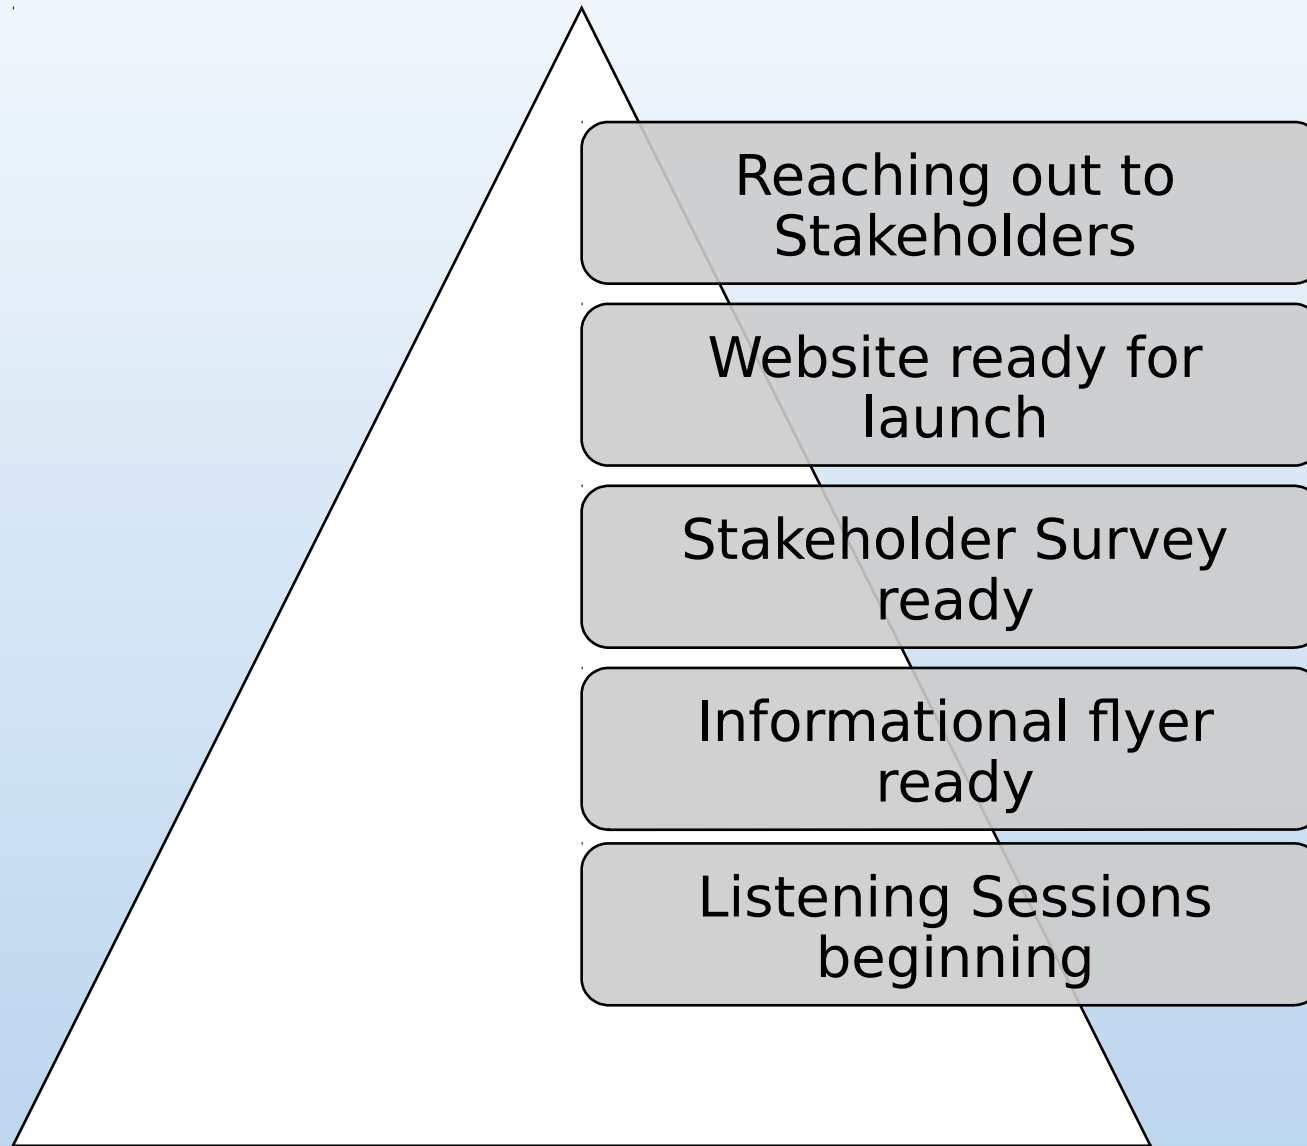 Reaching out to
Stakeholders
Website ready for
launch
Stakeholder Survey
ready
Informational flyer
ready
Listening Sessions
beginning